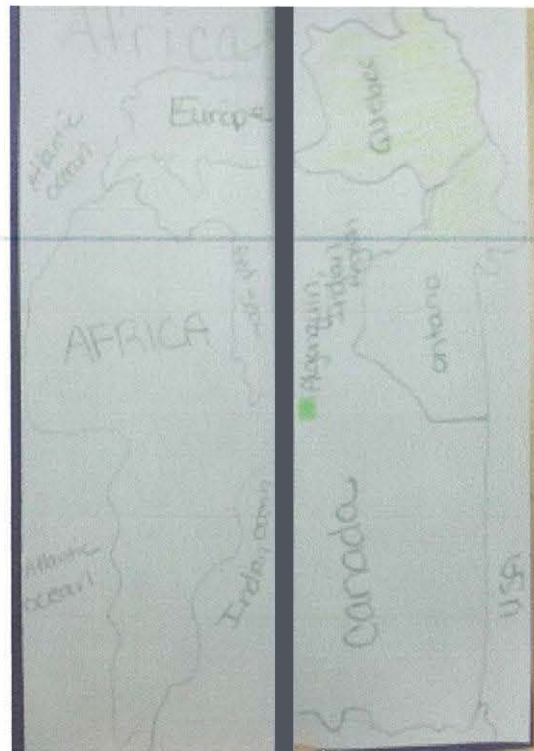 Africa
Europe
Atlantic
ocean
AFRICA
Atlantic
ocean
Indian ocean
Quebec
Algonquin
Indian
Region
Ontario
Canada
USA